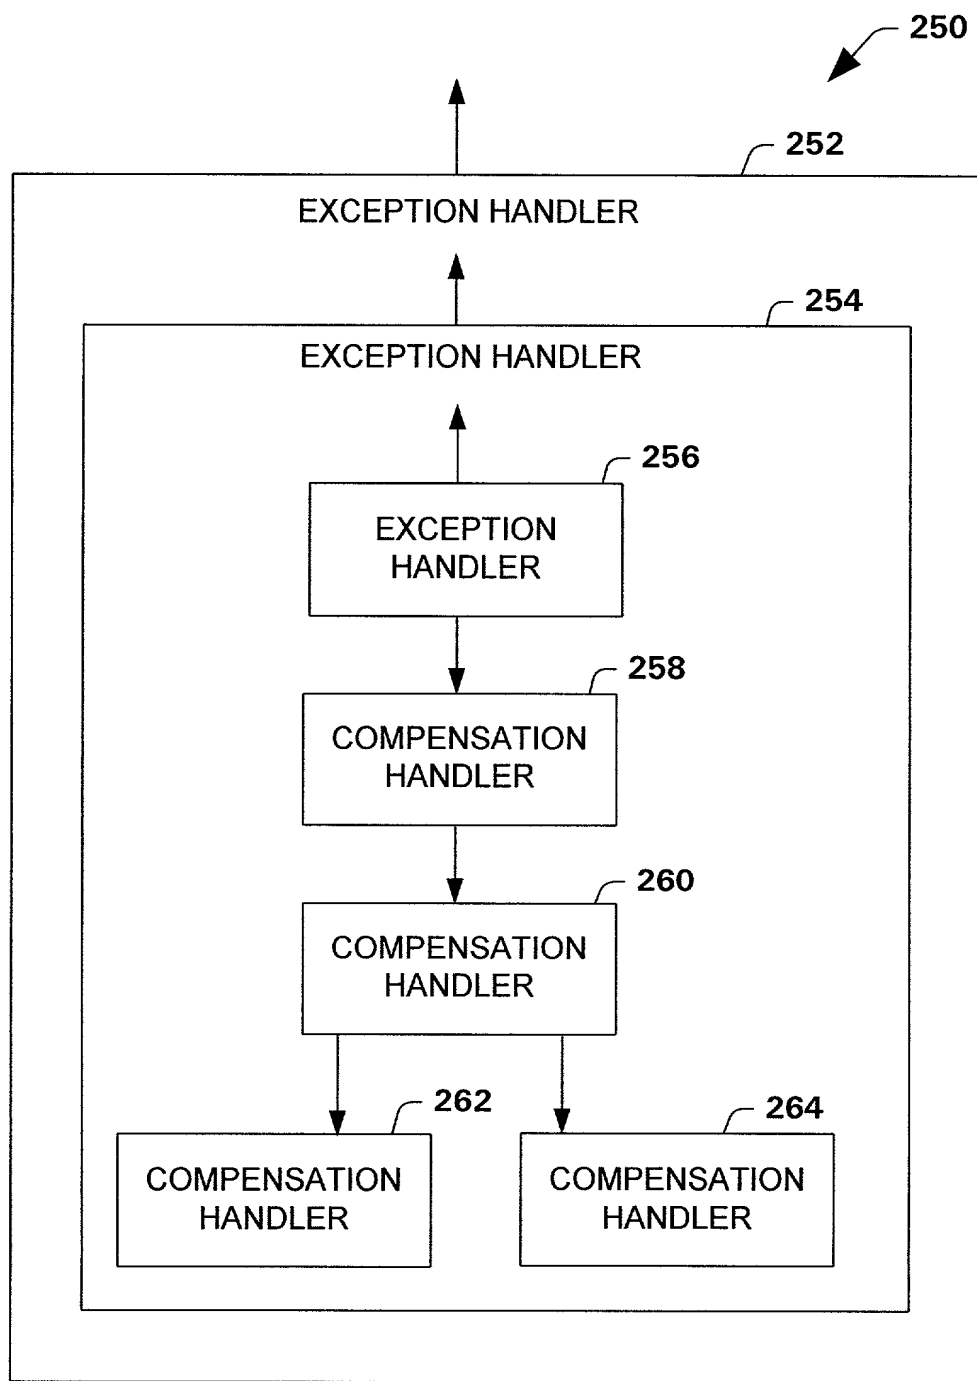 250
252
EXCEPTION HANDLER
254
EXCEPTION HANDLER
256
EXCEPTION
HANDLER
258
COMPENSATION
HANDLER
260
COMPENSATION
HANDLER
262
264
COMPENSATION
HANDLER
COMPENSATION
HANDLER